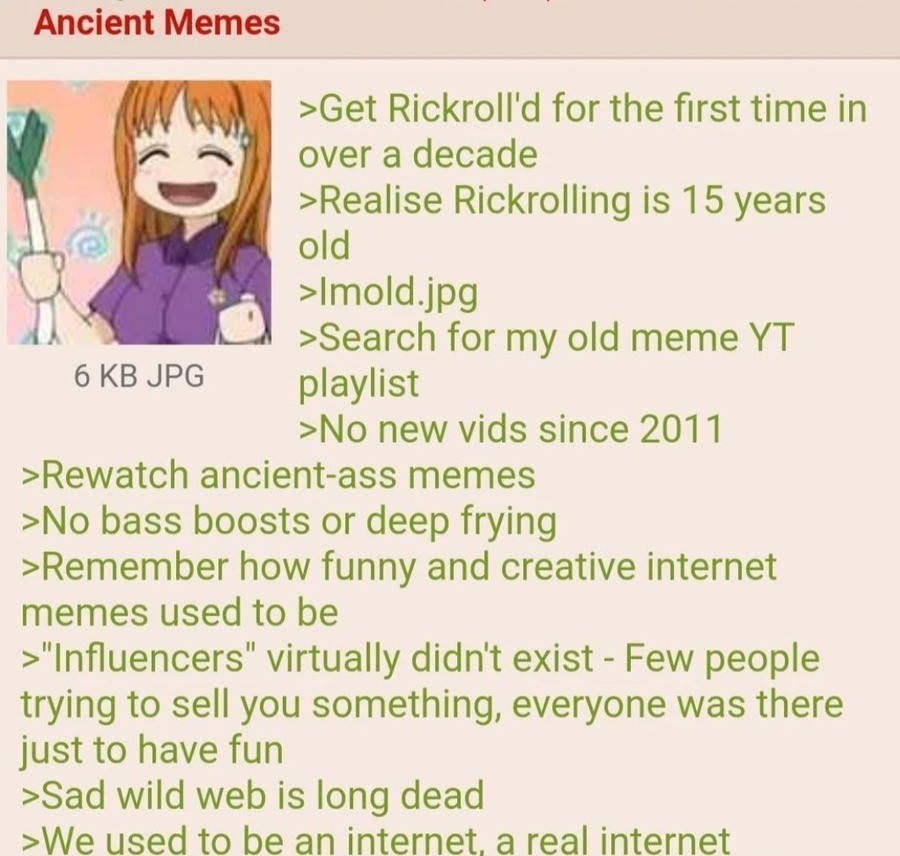 Ancient Memes
>Get Rickroll'd for the first time in
over a decade
>Realise Rickrolling is 15 years
old
>Imold.jpg
>Search for my old meme YT
playlist
>No new vids since 2011
6 KB JPG
>Rewatch ancient-ass memes
>No bass boosts or deep frying
>Remember how funny and creative internet
memes used to be
>"Influencers" virtually didn't exist - Few people
trying to sell you something, everyone was there
just to have fun
>Sad wild web is long dead
>We used to be an internet, a real internet